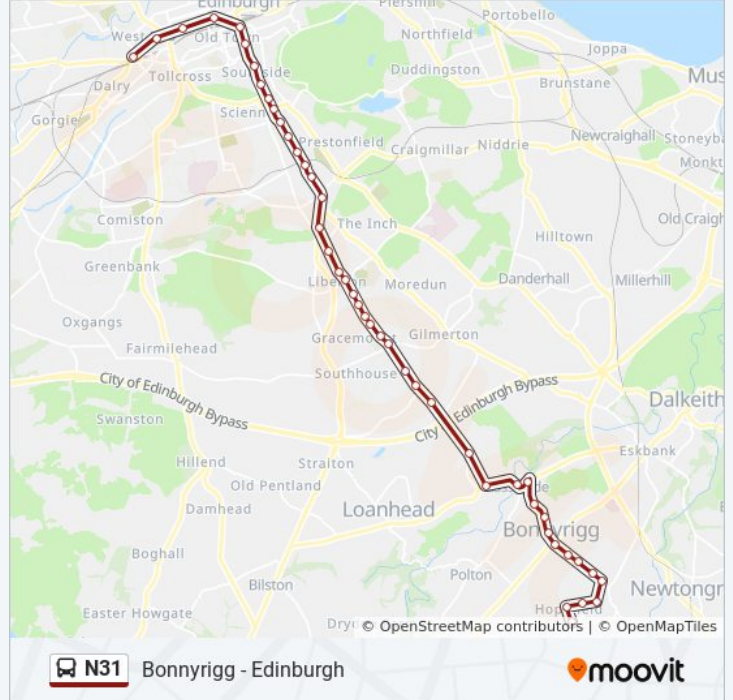 Edinburgh
Piershill
Portobello
West
Old Town
Northfield
Joppa
Tollcross
Southside
Duddingston
Dalry
Brunstane
Mus
Gorgie
Scienn
Newcraighall
Stoneyba
Prestonfield
Craigmillar
Niddrie
Monkt
Comiston
The Inch
Old Craigh
Hilltown
Greenbank
Liberton
Moredun
Danderhall
Millerhill
Oxgangs
Gracemount
Gilmerton
Fairmilehead
Southhouse
City of Edinburgh Bypass
City of Edinburgh Bypass
Dalkeith
Swanston
Eskbank
Hillend
Straiton
Old Pentland
Damhead
Loanhead
Bonnyrigg
Boghall
Polton
Bilston
Newtongr
Easter Howgate
Hopefield
© OpenStreetMap contributors | © OpenMapTiles
N31 Bonnyrigg - Edinburgh
moovit